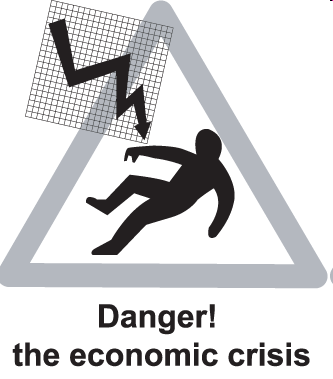 Danger!
the economic crisis